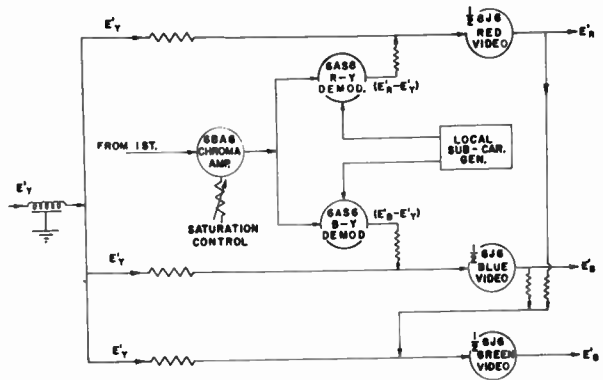 E'Y
½ 6J6
RED
VIDEO
E'R
6AS6
R-Y
DEMOD.
(E'R-E'Y)
6BA6
CHROMA
AMP.
FROM 1ST.
LOCAL
SUB-CAR.
GEN.
E'Y
SATURATION
CONTROL
6AS6
B-Y
DEMOD
(E'B-E'Y)
E'Y
½ 6J6
BLUE
VIDEO
E'B
E'Y
½ 6J6
GREEN
VIDEO
E'G